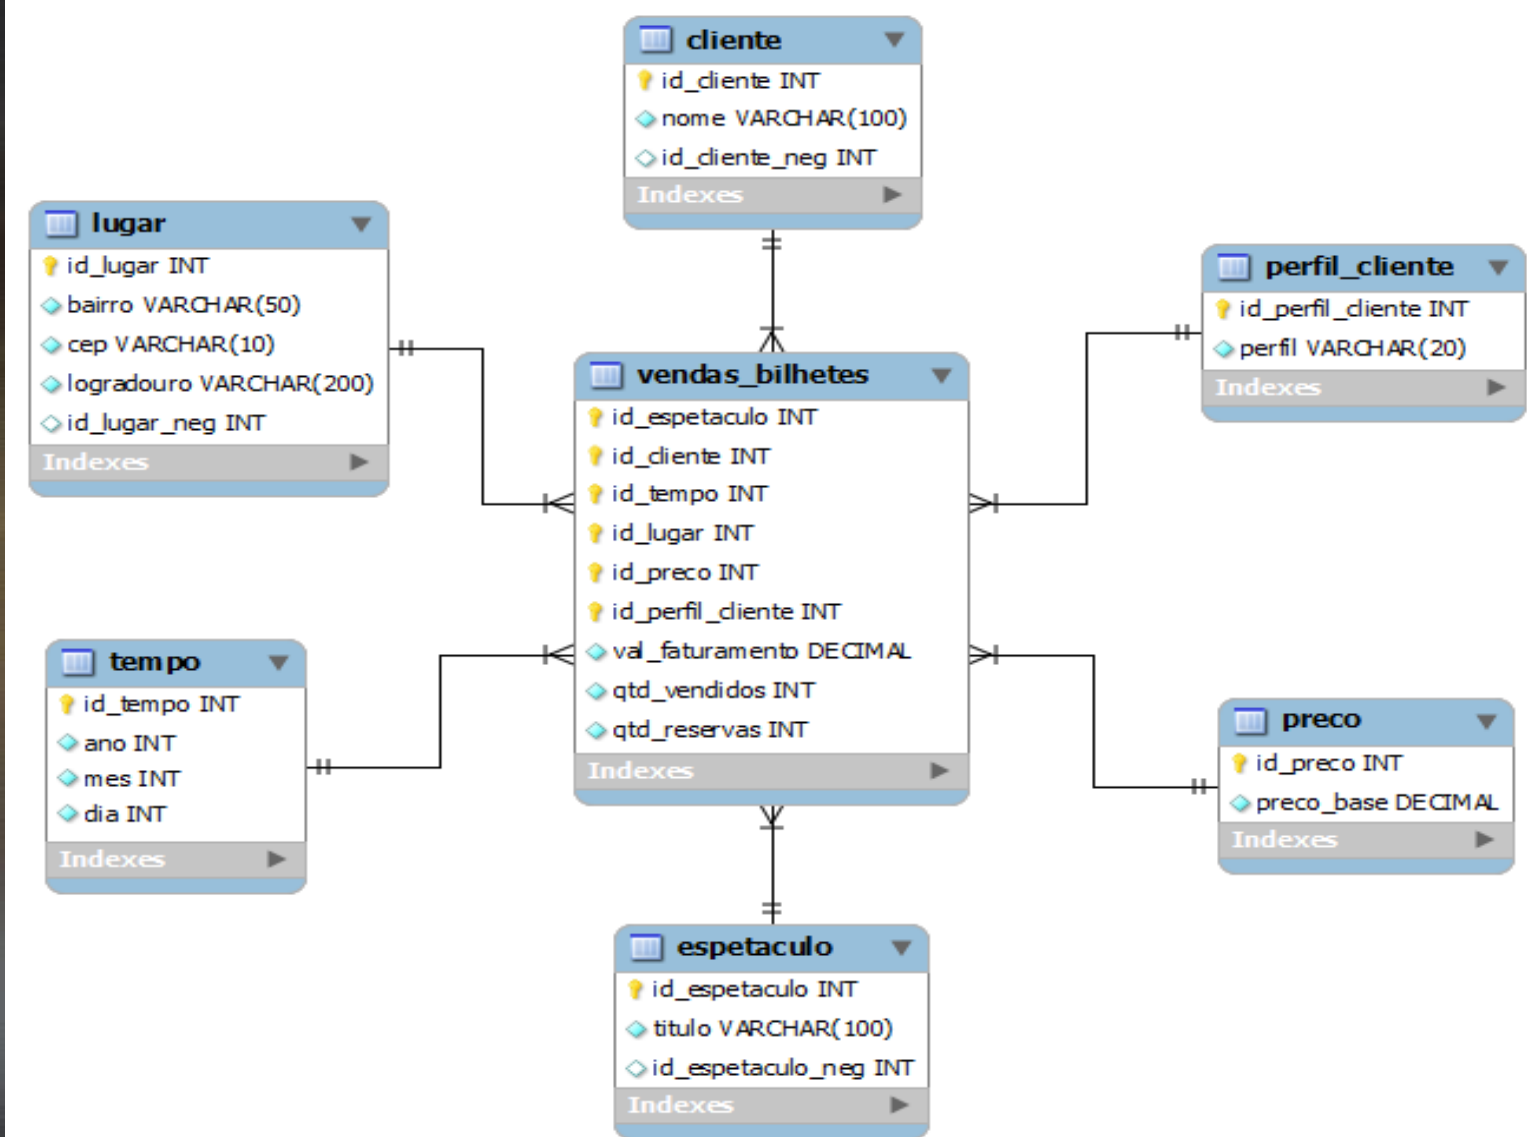 cliente
id_cliente INT
nome VARCHAR(100)
id_cliente_neg INT
Indexes
lugar
id_lugar INT
bairro VARCHAR(50)
cep VARCHAR(10)
logradouro VARCHAR(200)
id_lugar_neg INT
Indexes
perfil_cliente
id_perfil_cliente INT
perfil VARCHAR(20)
Indexes
vendas_bilhetes
id_espetaculo INT
id_cliente INT
id_tempo INT
id_lugar INT
id_preco INT
id_perfil_cliente INT
val_faturamento DECIMAL
qtd_vendidos INT
qtd_reservas INT
Indexes
tempo
id_tempo INT
ano INT
mes INT
dia INT
Indexes
preco
id_preco INT
preco_base DECIMAL
Indexes
espetaculo
id_espetaculo INT
titulo VARCHAR(100)
id_espetaculo_neg INT
Indexes